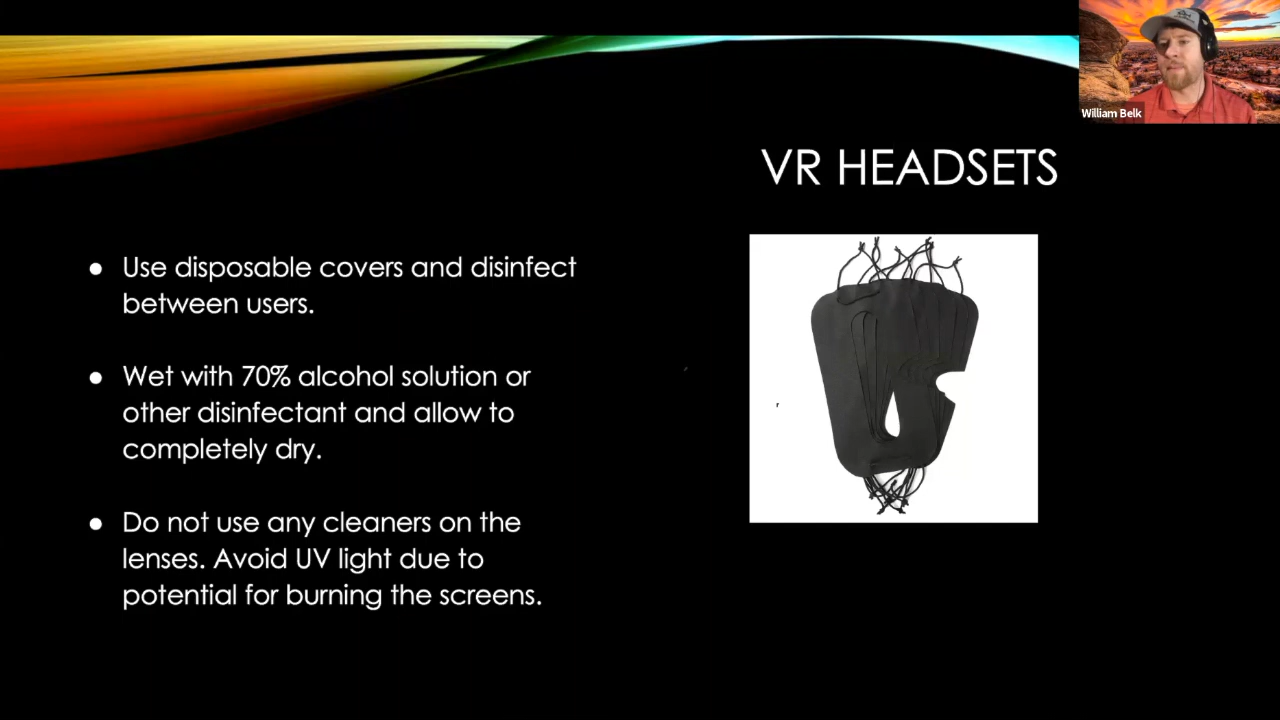 William Belk
VR HEADSETS
● Use disposable covers and disinfect
between users.
● Wet with 70% alcohol solution or
other disinfectant and allow to
completely dry.
● Do not use any cleaners on the
lenses. Avoid UV light due to
potential for burning the screens.